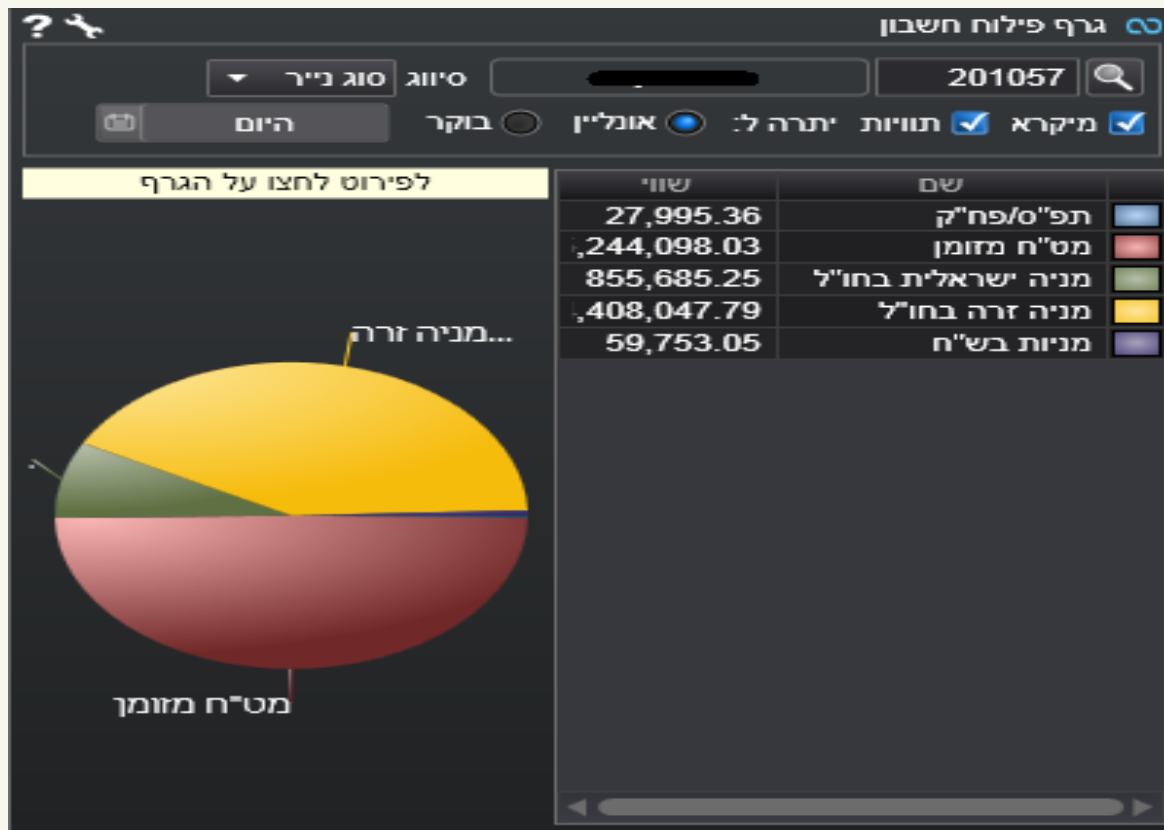 גרף פילוח חשבון
201057 סיווג סוג נייר
מיקרא תוויות יתרה ל: אונליין בוקר היום
שם שווי
תפ"ס/פח"ק 27,995.36
מט"ח מזומן ,244,098.03
מניה ישראלית בחו"ל 855,685.25
מניה זרה בחו"ל ,408,047.79
מניות בש"ח 59,753.05
לפירוט לחצו על הגרף
מניה זרה...
מט"ח מזומן